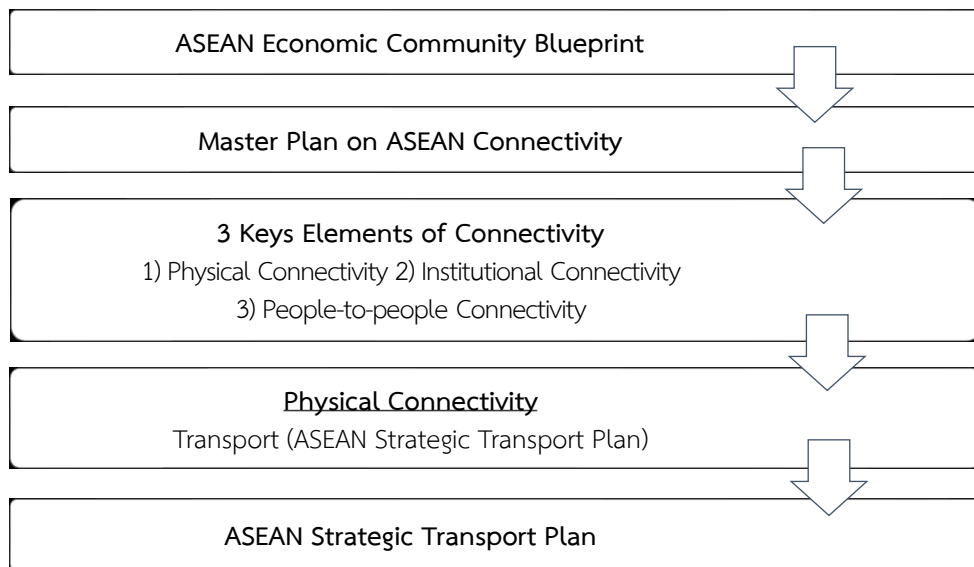 ASEAN Economic Community Blueprint
Master Plan on ASEAN Connectivity
3 Keys Elements of Connectivity
1) Physical Connectivity 2) Institutional Connectivity
3) People-to-people Connectivity
Physical Connectivity
Transport (ASEAN Strategic Transport Plan)
ASEAN Strategic Transport Plan